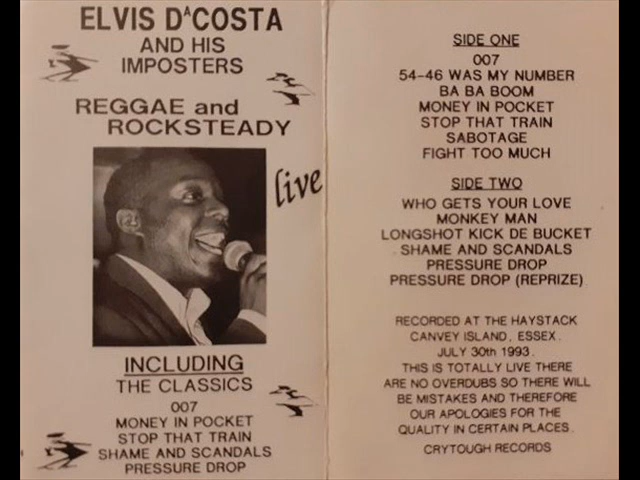 ELVIS D'ACOSTA
AND HIS
IMPOSTERS
REGGAE and
ROCKSTEADY
live
INCLUDING
THE CLASSICS
007
MONEY IN POCKET
STOP THAT TRAIN
SHAME AND SCANDALS
PRESSURE DROP
SIDE ONE
007
54-46 WAS MY NUMBER
BA BA BOOM
MONEY IN POCKET
STOP THAT TRAIN
SABOTAGE
FIGHT TOO MUCH
SIDE TWO
WHO GETS YOUR LOVE
MONKEY MAN
LONGSHOT KICK DE BUCKET
SHAME AND SCANDALS
PRESSURE DROP
PRESSURE DROP (REPRIZE)
RECORDED AT THE HAYSTACK
CANVEY ISLAND, ESSEX.
JULY 30th 1993.
THIS IS TOTALLY LIVE THERE
ARE NO OVERDUBS SO THERE WILL
BE MISTAKES AND THEREFORE
OUR APOLOGIES FOR THE
QUALITY IN CERTAIN PLACES.
CRYTOUGH RECORDS